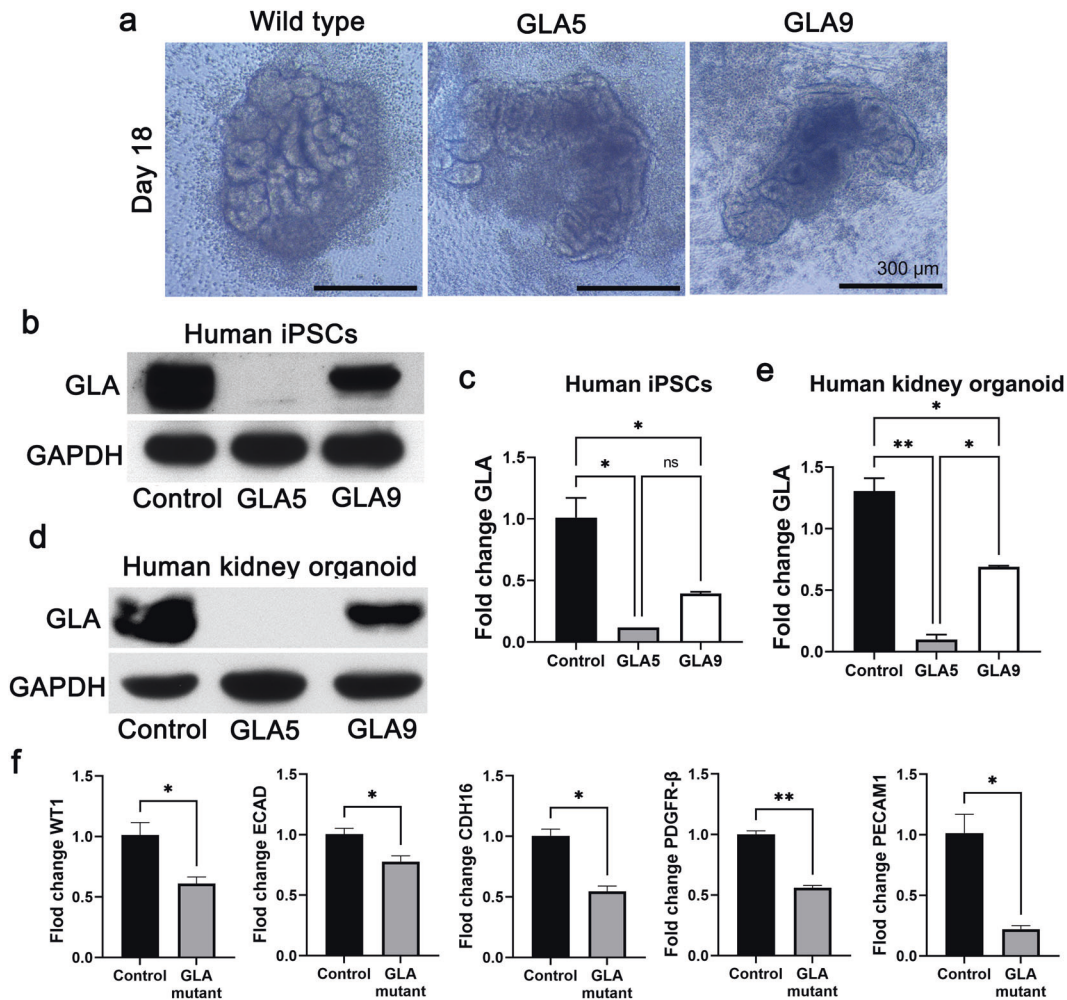 a
Wild type
GLA5
GLA9
Day 18
300 µm
b
Human iPSCs
GLA
GAPDH
Control
GLA5
GLA9
c
Human iPSCs
*
*
ns
Fold change GLA
1.5
1.0
0.5
0.0
Control
GLA5
GLA9
e
Human kidney organoid
*
**
*
Fold change GLA
1.5
1.0
0.5
0.0
Control
GLA5
GLA9
d
Human kidney organoid
GLA
GAPDH
Control
GLA5
GLA9
f
Flod change WT1
1.5
1.0
0.5
0.0
*
Control
GLA
mutant
Flod change ECAD
1.5
1.0
0.5
0.0
*
Control
GLA
mutant
Flod change CDH16
1.5
1.0
0.5
0.0
*
Control
GLA
mutant
Fold change PDGFR-β
1.5
1.0
0.5
0.0
**
Control
GLA
mutant
Flod change PECAM1
1.5
1.0
0.5
0.0
*
Control
GLA
mutant